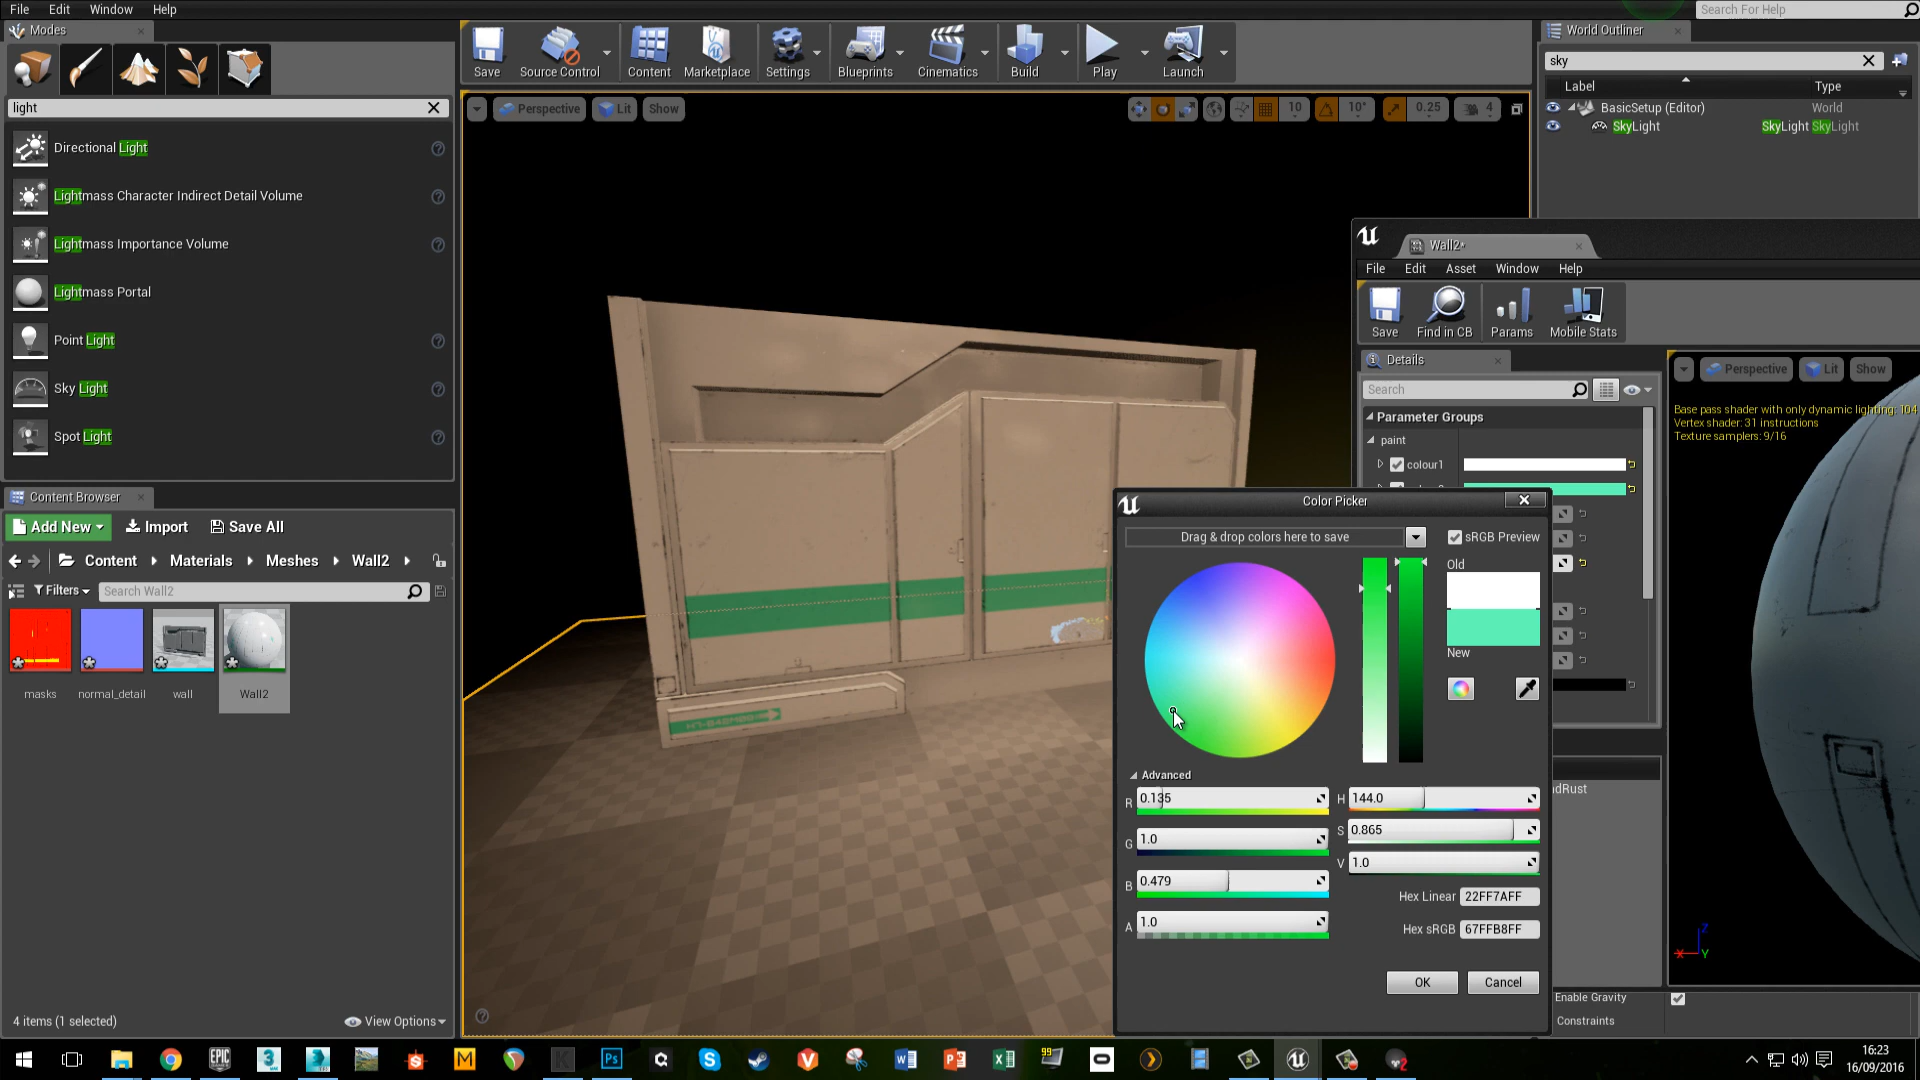 File Edit Window Help
Search For Help
Modes
light
Directional Light
Lightmass Character Indirect Detail Volume
Lightmass Importance Volume
Lightmass Portal
Point Light
Sky Light
Spot Light
Save Source Control Content Marketplace Settings Blueprints Cinematics Build Play Launch
Perspective Lit Show
10 10° 0.25 4
World Outliner
sky
Label Type
BasicSetup (Editor) World
SkyLight SkyLight SkyLight
Wall2*
File Edit Asset Window Help
Save Find in CB Params Mobile Stats
Details
Search
Parameter Groups
paint
colour1
Perspective Lit Show
Base pass shader with only dynamic lighting: 104
Vertex shader: 31 instructions
Texture samplers: 9/16
Color Picker
Drag & drop colors here to save
sRGB Preview
Old
New
Advanced
R 0.135
G 1.0
B 0.479
A 1.0
H 144.0
S 0.865
V 1.0
Hex Linear 22FF7AFF
Hex sRGB 67FFB8FF
OK Cancel
dRust
Z
X Y
Enable Gravity
Constraints
Content Browser
Add New Import Save All
Content Materials Meshes Wall2
Filters Search Wall2
masks normal_detail wall Wall2
4 items (1 selected) View Options
EPIC GAMES
3
Ps
99
2
16:23
16/09/2016